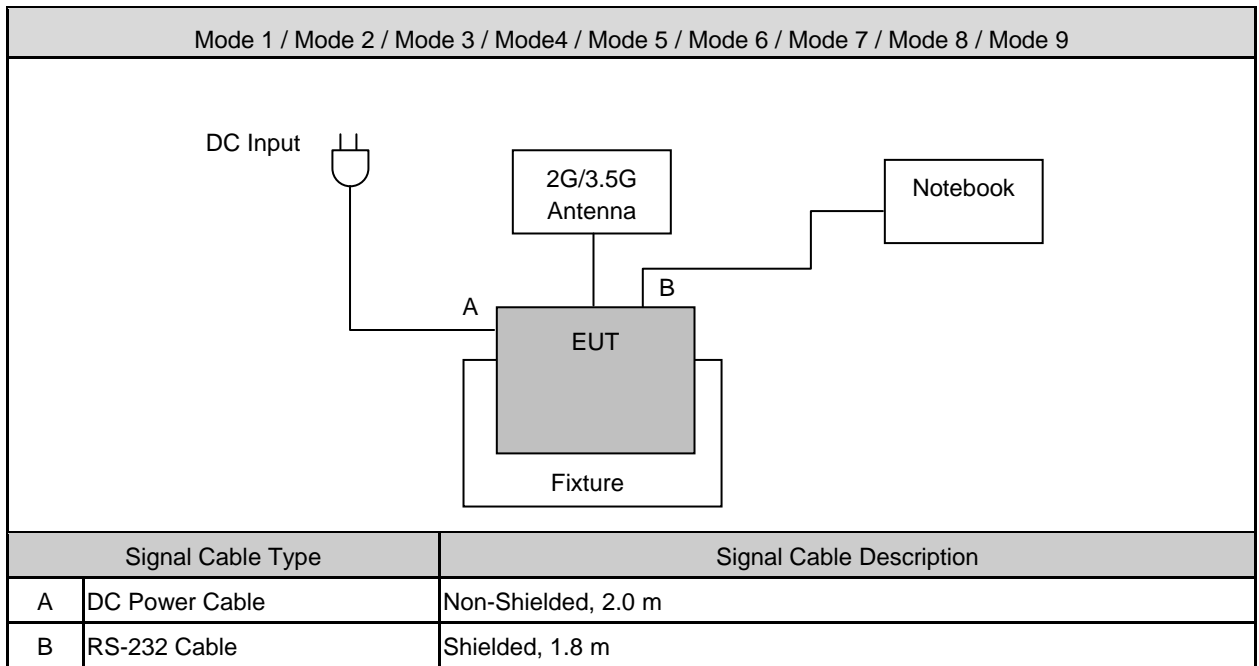 Mode 1 / Mode 2 / Mode 3 / Mode4 / Mode 5 / Mode 6 / Mode 7 / Mode 8 / Mode 9
DC Input
2G/3.5G
Antenna
Notebook
A
B
EUT
Fixture
Signal Cable Type Signal Cable Description
A DC Power Cable Non-Shielded, 2.0 m
B RS-232 Cable Shielded, 1.8 m